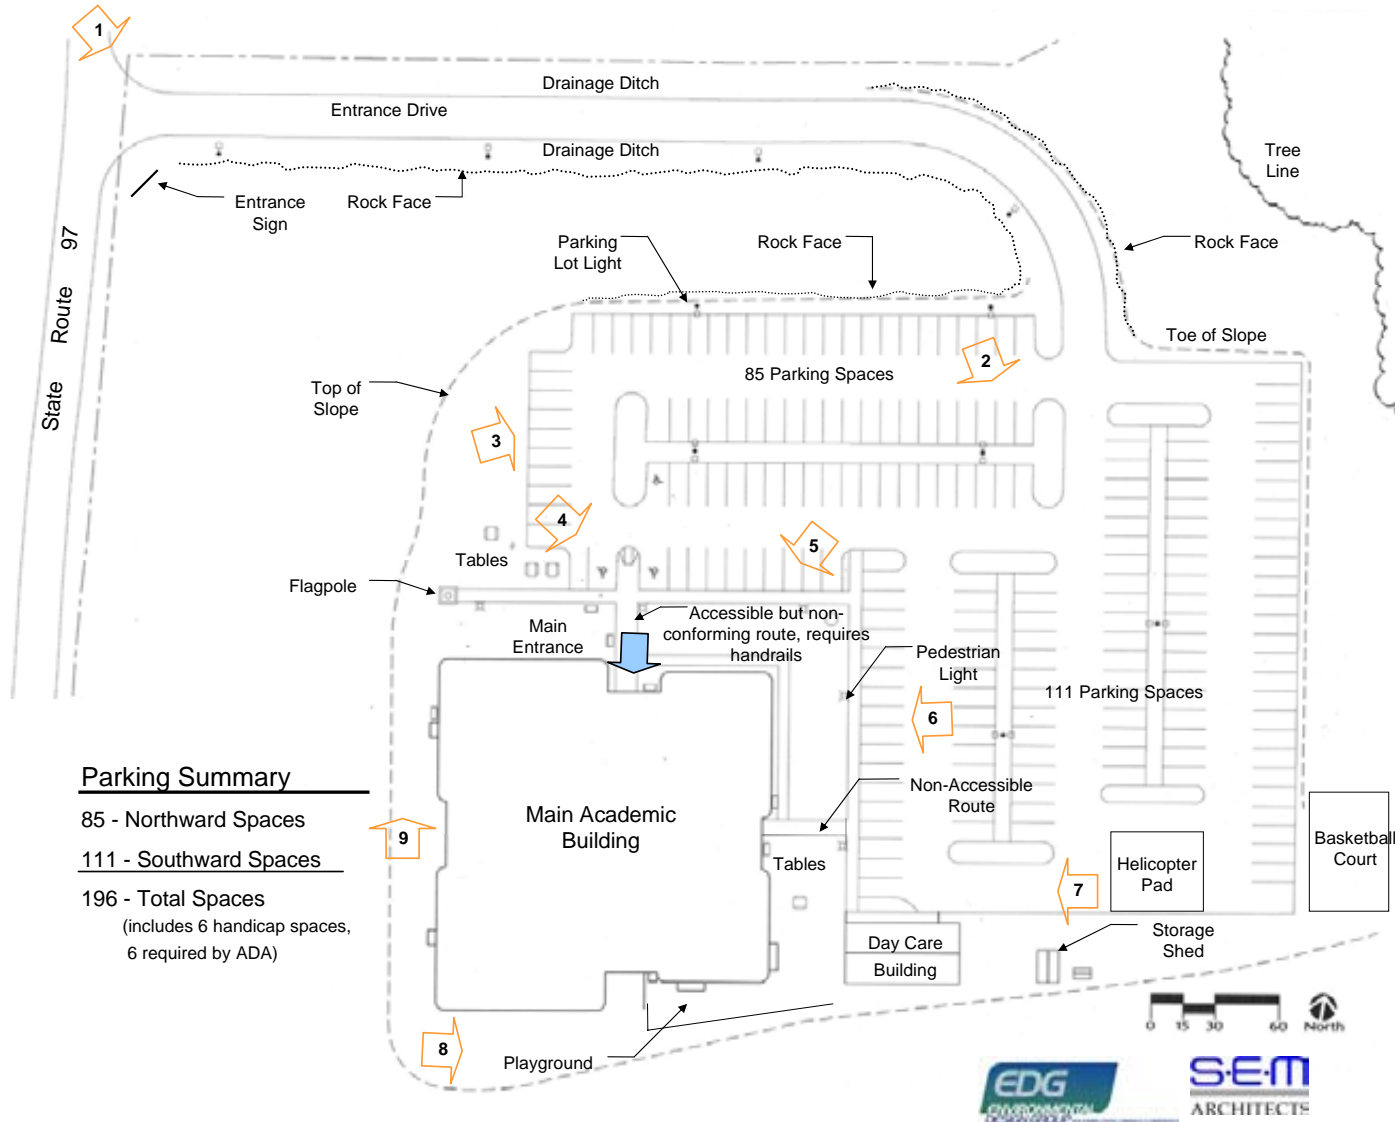 1
Drainage Ditch
Entrance Drive
Drainage Ditch
Tree
Line
Entrance
Sign
Rock Face
State Route 97
Parking
Lot Light
Rock Face
Rock Face
Toe of Slope
2
85 Parking Spaces
Top of
Slope
3
4
5
Tables
Flagpole
Main
Entrance
Accessible but non-
conforming route, requires
handrails
Pedestrian
Light
111 Parking Spaces
6
Parking Summary
85 - Northward Spaces
111 - Southward Spaces
196 - Total Spaces
(includes 6 handicap spaces,
6 required by ADA)
Non-Accessible
Route
Main Academic
Building
9
Tables
Helicopter
Pad
Basketball
Court
7
Day Care
Building
Storage
Shed
0 15 30 60 North
8
Playground
EDG
ENVIRONMENTAL
S·E·M
ARCHITECTS